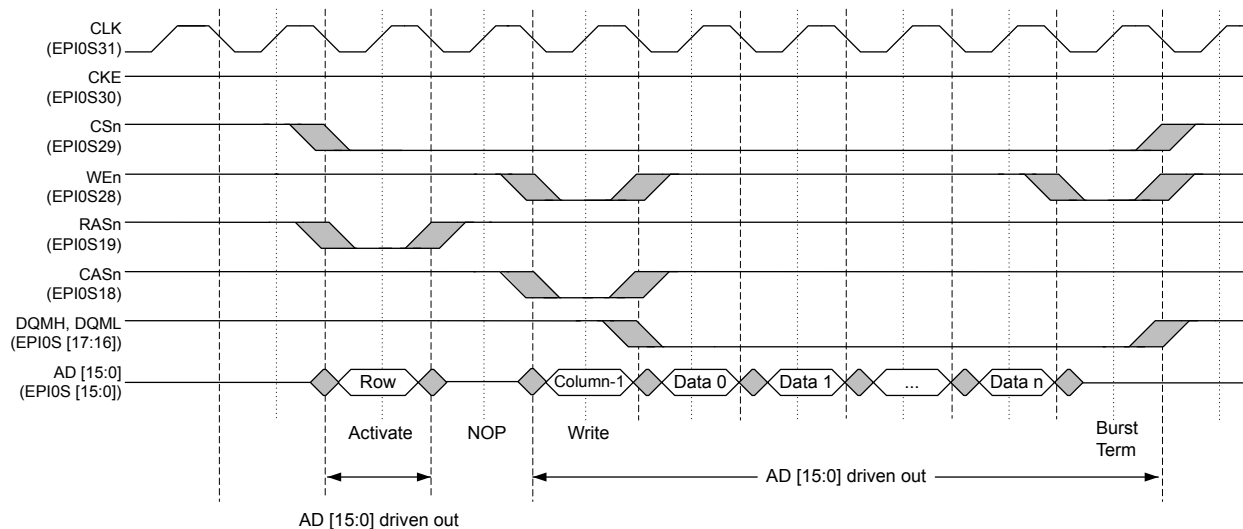 CLK
(EPI0S31)
CKE
(EPI0S30)
CSn
(EPI0S29)
WEn
(EPI0S28)
RASn
(EPI0S19)
CASn
(EPI0S18)
DQMH, DQML
(EPI0S [17:16])
AD [15:0]
(EPI0S [15:0])
Row
Column-1
Data 0
Data 1
...
Data n
Activate
NOP
Write
Burst
Term
AD [15:0] driven out
AD [15:0] driven out